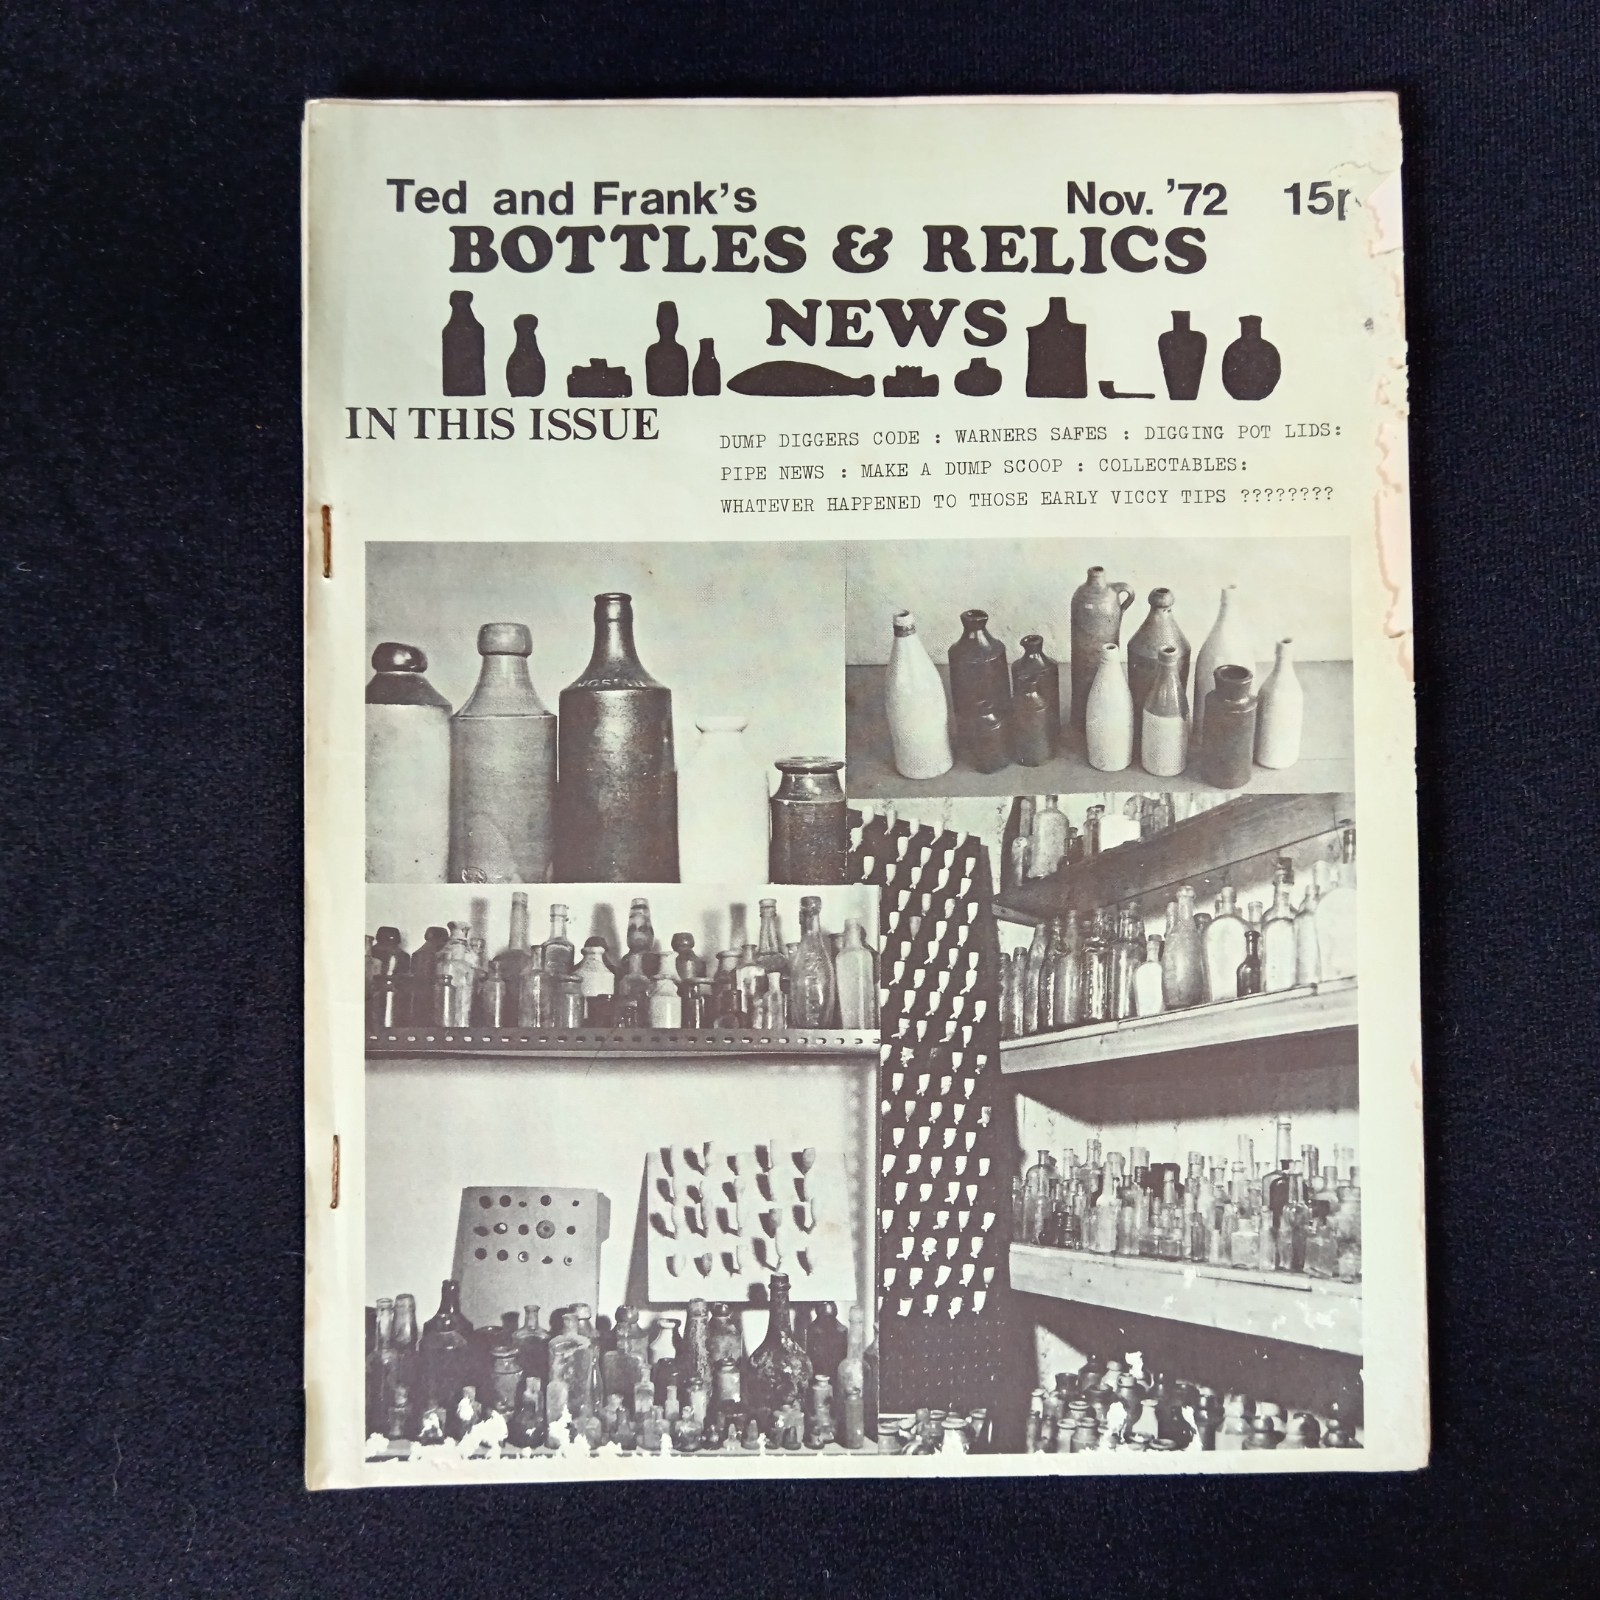 Ted and Frank's Nov. '72 15p
BOTTLES & RELICS
NEWS
IN THIS ISSUE
DUMP DIGGERS CODE : WARNERS SAFES : DIGGING POT LIDS:
PIPE NEWS : MAKE A DUMP SCOOP : COLLECTABLES:
WHATEVER HAPPENED TO THOSE EARLY VICCY TIPS ????????